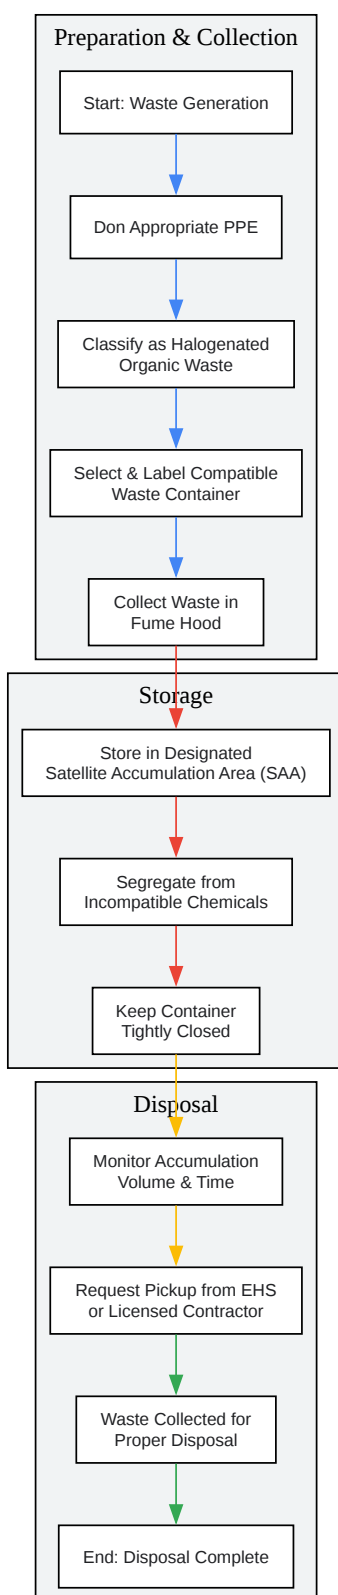 Preparation & Collection
Start: Waste Generation
Don Appropriate PPE
Classify as Halogenated
Organic Waste
Select & Label Compatible
Waste Container
Collect Waste in
Fume Hood
Storage
Store in Designated
Satellite Accumulation Area (SAA)
Segregate from
Incompatible Chemicals
Keep Container
Tightly Closed
Disposal
Monitor Accumulation
Volume & Time
Request Pickup from EHS
or Licensed Contractor
Waste Collected for
Proper Disposal
End: Disposal Complete